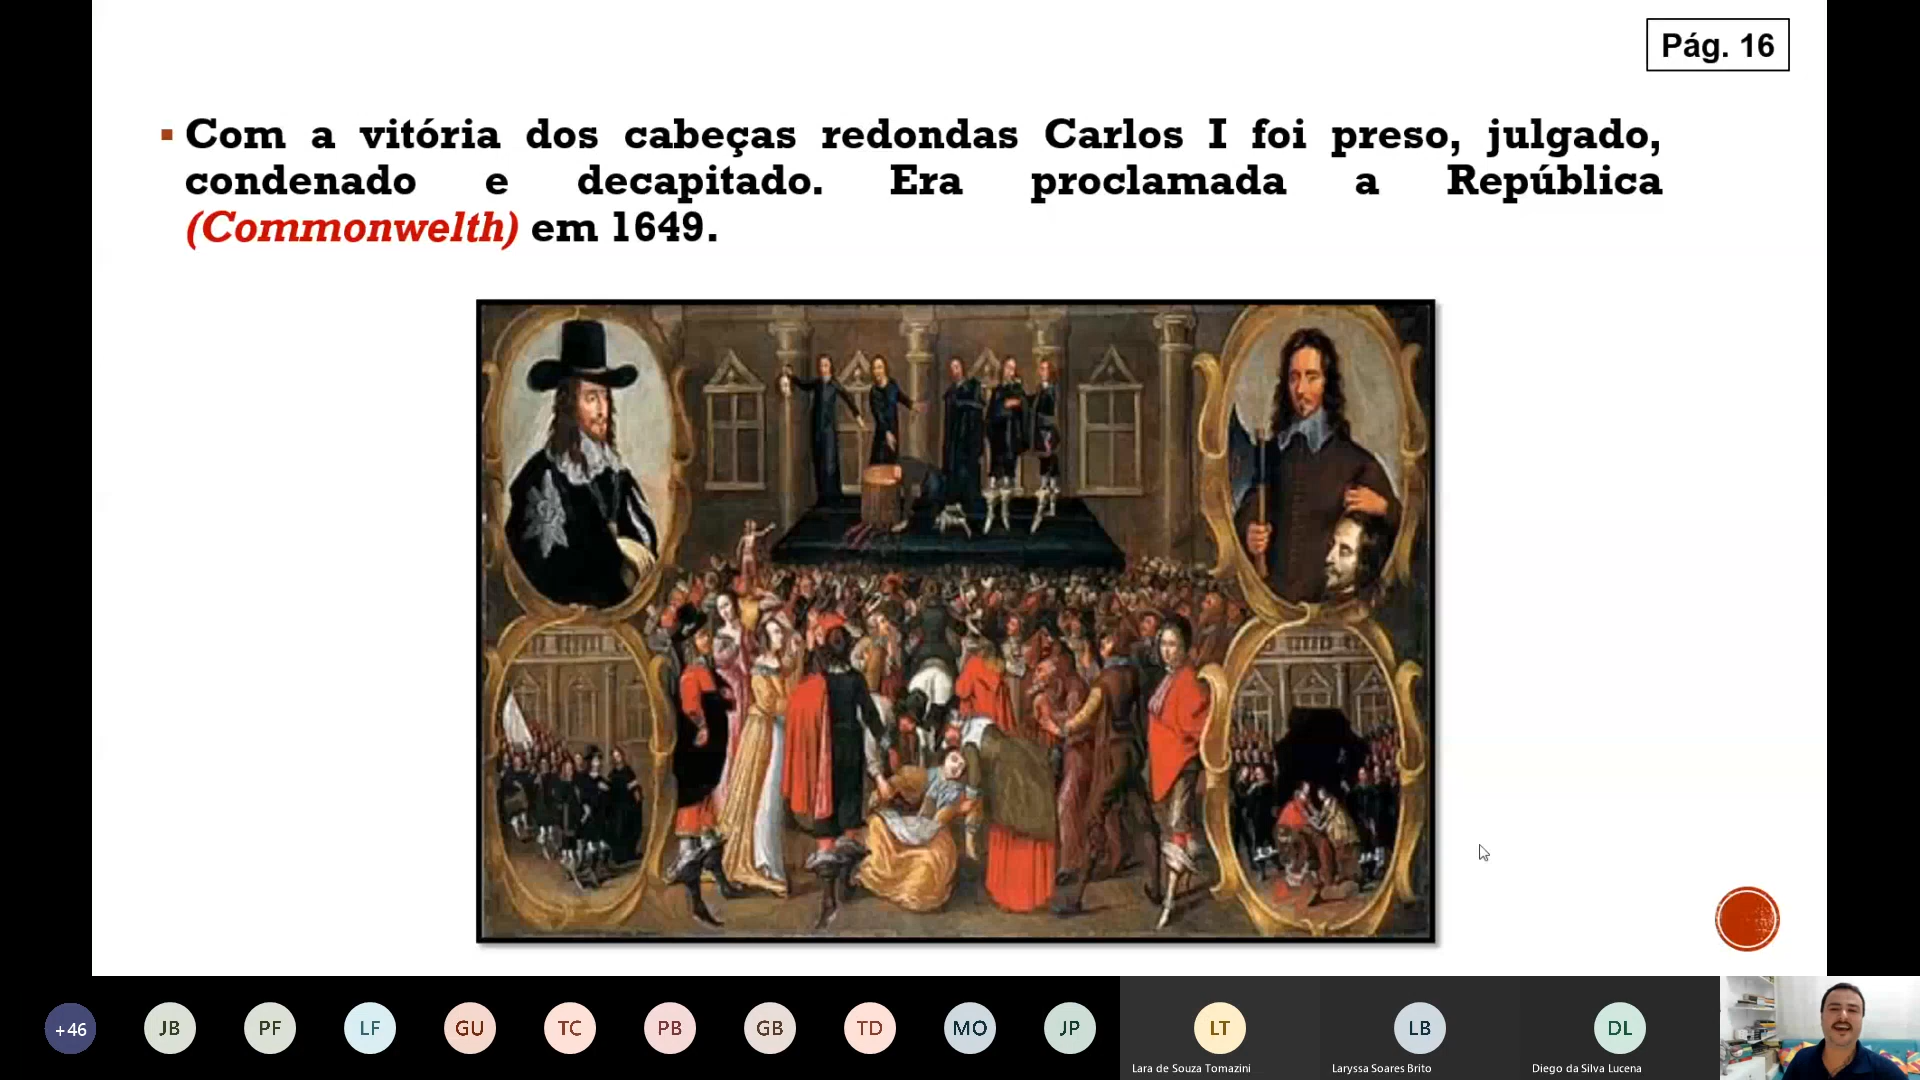 Pág. 16
Com a vitória dos cabeças redondas Carlos I foi preso, julgado,
condenado e decapitado. Era proclamada a República
(Commonwelth) em 1649.
+46
JB
PF
LF
GU
TC
PB
GB
TD
MO
JP
LT
LB
DL
Lara de Souza Tomazini
Laryssa Soares Brito
Diego da Silva Lucena